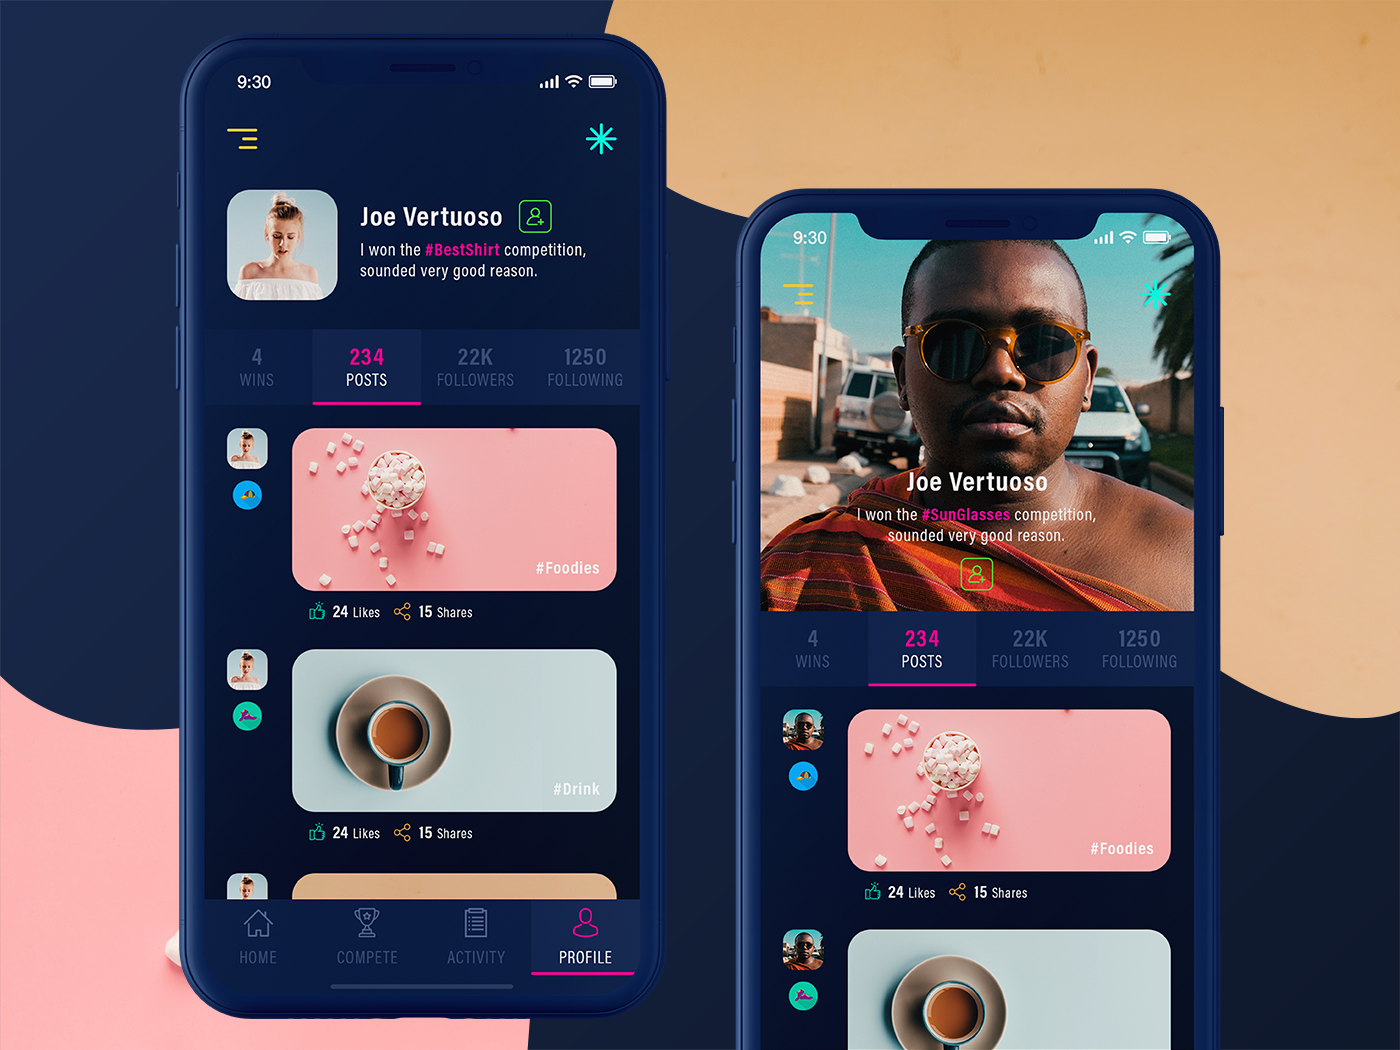 9:30
Joe Vertuoso
I won the #BestShirt competition,
sounded very good reason.
4
WINS
234
POSTS
22K
FOLLOWERS
1250
FOLLOWING
#Foodies
24 Likes 15 Shares
#Drink
24 Likes 15 Shares
HOME
COMPETE
ACTIVITY
PROFILE
9:30
Joe Vertuoso
I won the #SunGlasses competition,
sounded very good reason.
4
WINS
234
POSTS
22K
FOLLOWERS
1250
FOLLOWING
#Foodies
24 Likes 15 Shares